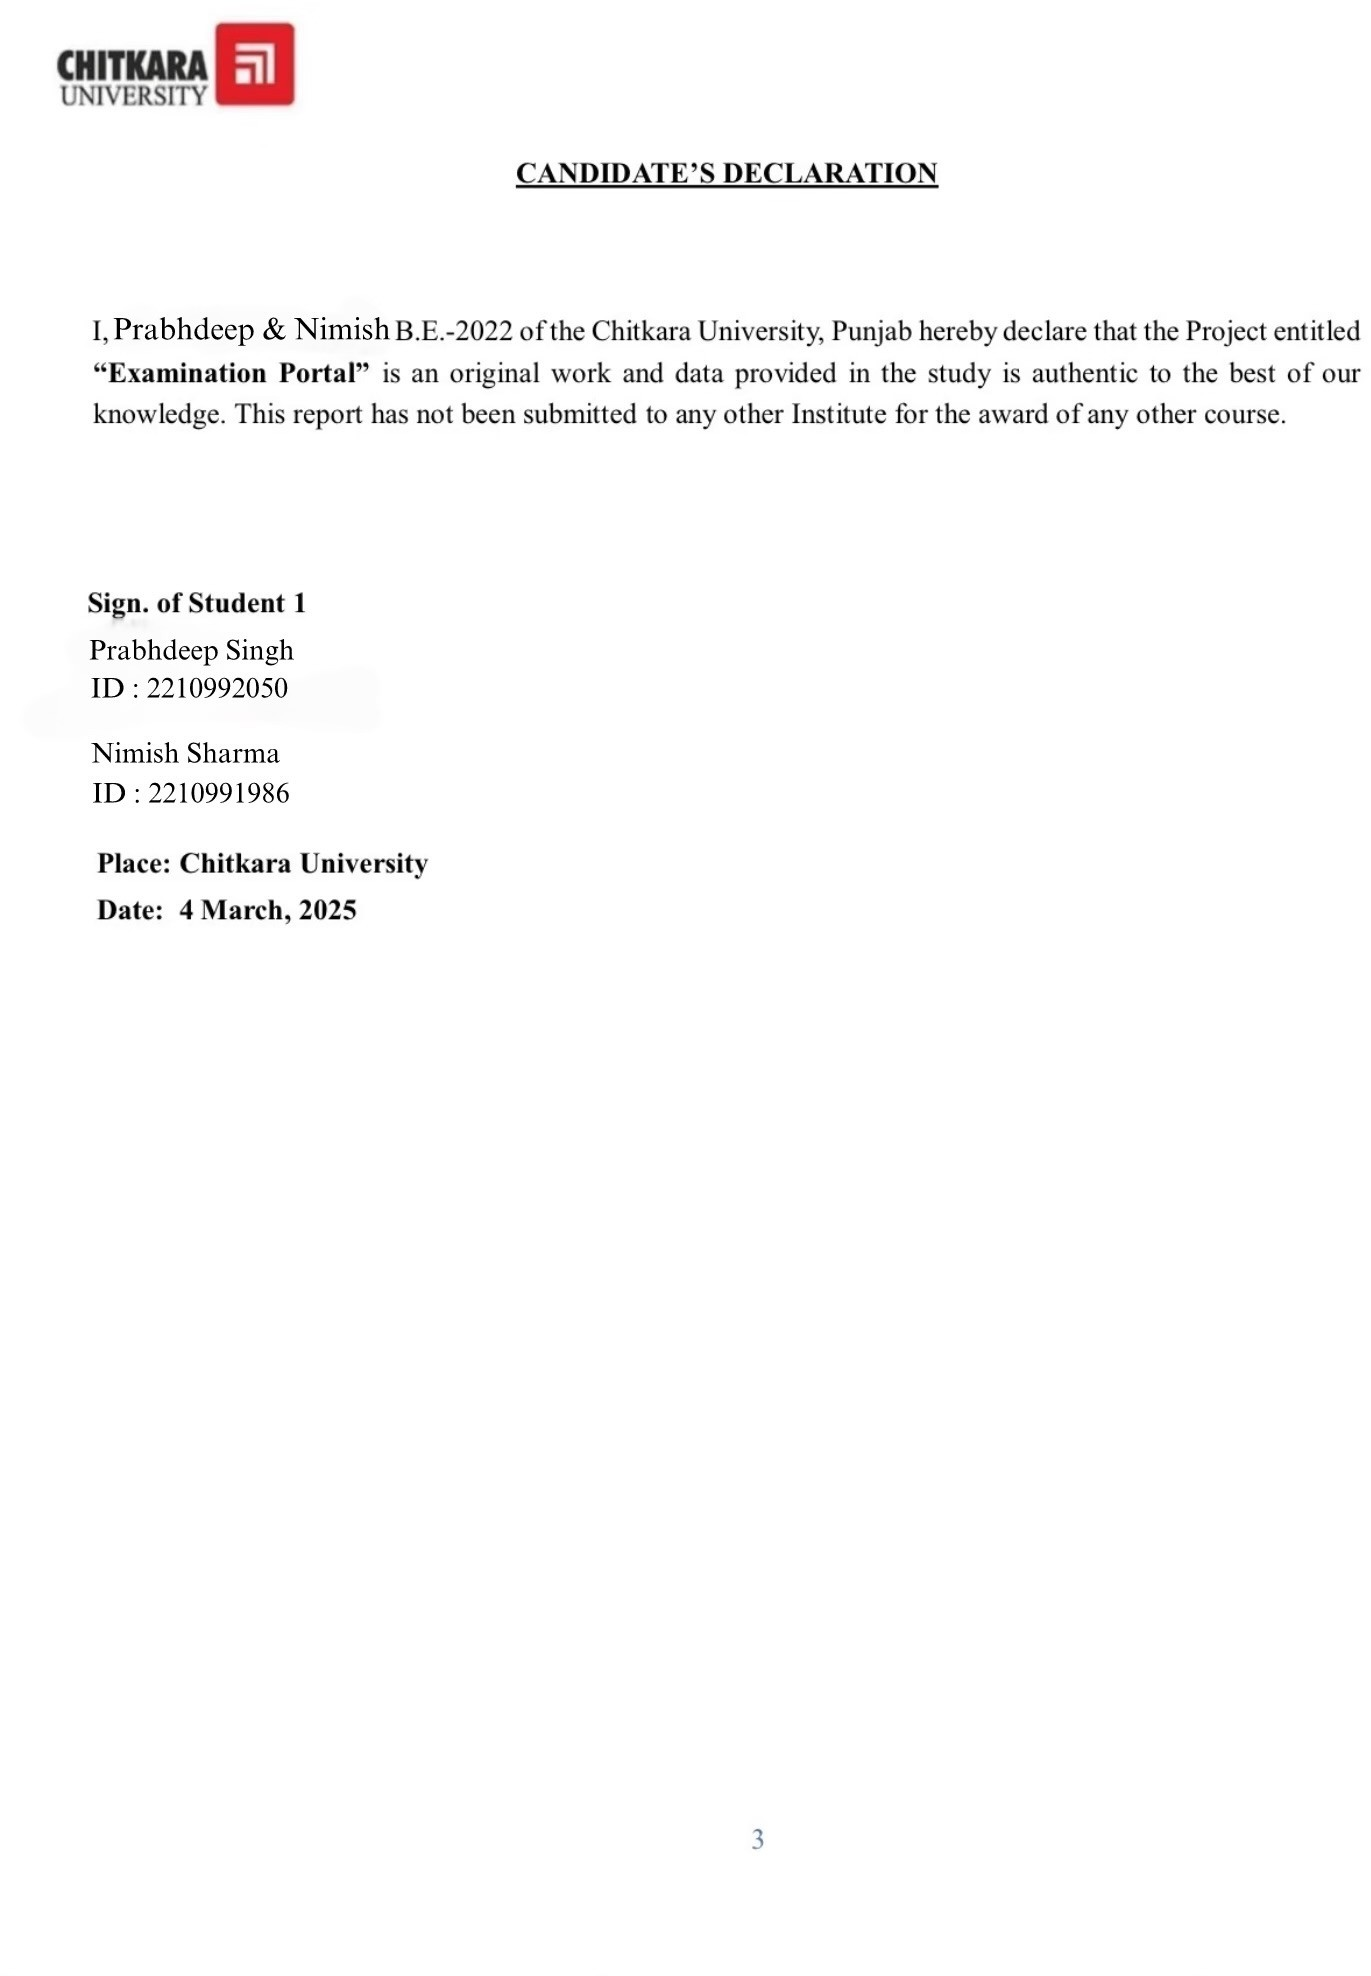 CHITKARA
UNIVERSITY
CANDIDATE’S DECLARATION
I, Prabhdeep & Nimish B.E.-2022 of the Chitkara University, Punjab hereby declare that the Project entitled
“Examination Portal” is an original work and data provided in the study is authentic to the best of our
knowledge. This report has not been submitted to any other Institute for the award of any other course.
Sign. of Student 1
Prabhdeep Singh
ID : 2210992050
Nimish Sharma
ID : 2210991986
Place: Chitkara University
Date: 4 March, 2025
3